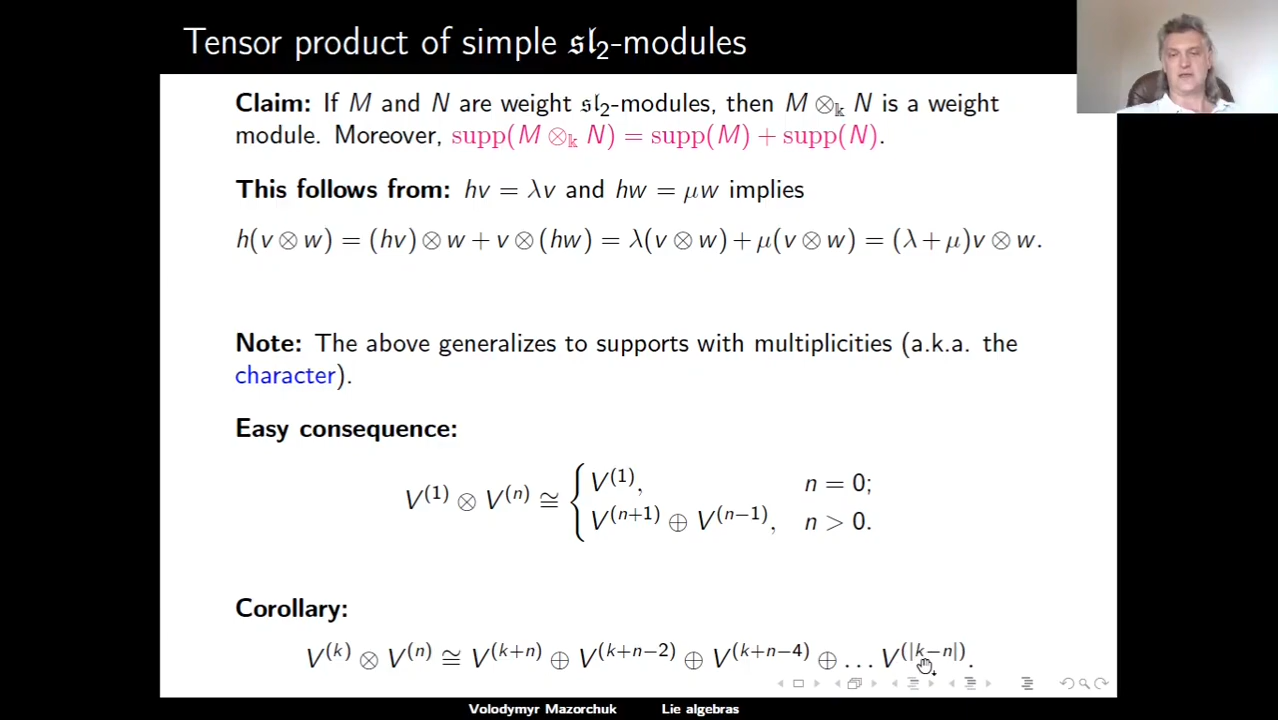 Tensor product of simple 𝔰𝔩₂-modules
Claim: If M and N are weight 𝔰𝔩₂-modules, then M ⊗_𝕜 N is a weight
module. Moreover, supp(M ⊗_𝕜 N) = supp(M) + supp(N).
This follows from: hv = λv and hw = μw implies
h(v ⊗ w) = (hv) ⊗ w + v ⊗ (hw) = λ(v ⊗ w) + μ(v ⊗ w) = (λ + μ)v ⊗ w.
Note: The above generalizes to supports with multiplicities (a.k.a. the
character).
Easy consequence:
V^(1) ⊗ V^(n) ≅ { V^(1), n = 0;
V^(n+1) ⊕ V^(n−1), n > 0.
Corollary:
V^(k) ⊗ V^(n) ≅ V^(k+n) ⊕ V^(k+n−2) ⊕ V^(k+n−4) ⊕ … V^(|k−n|).
Volodymyr Mazorchuk Lie algebras